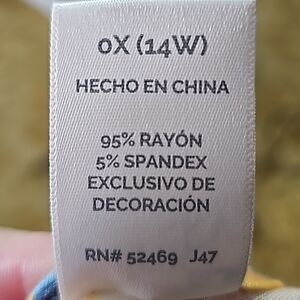 0X (14W)
HECHO EN CHINA
95% RAYÓN
5% SPANDEX
EXCLUSIVO DE
DECORACIÓN
RN# 52469 J47